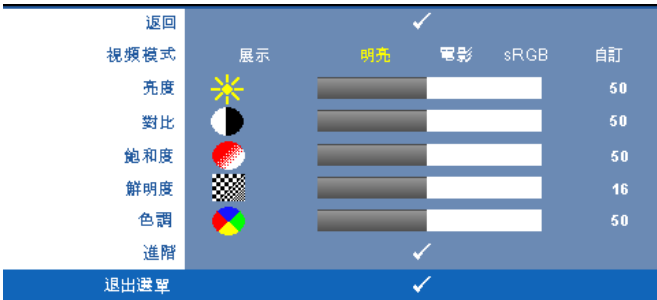 返回
視頻模式 展示 明亮 電影 sRGB 自訂
亮度 50
對比 50
飽和度 50
鮮明度 16
色調 50
進階
退出選單